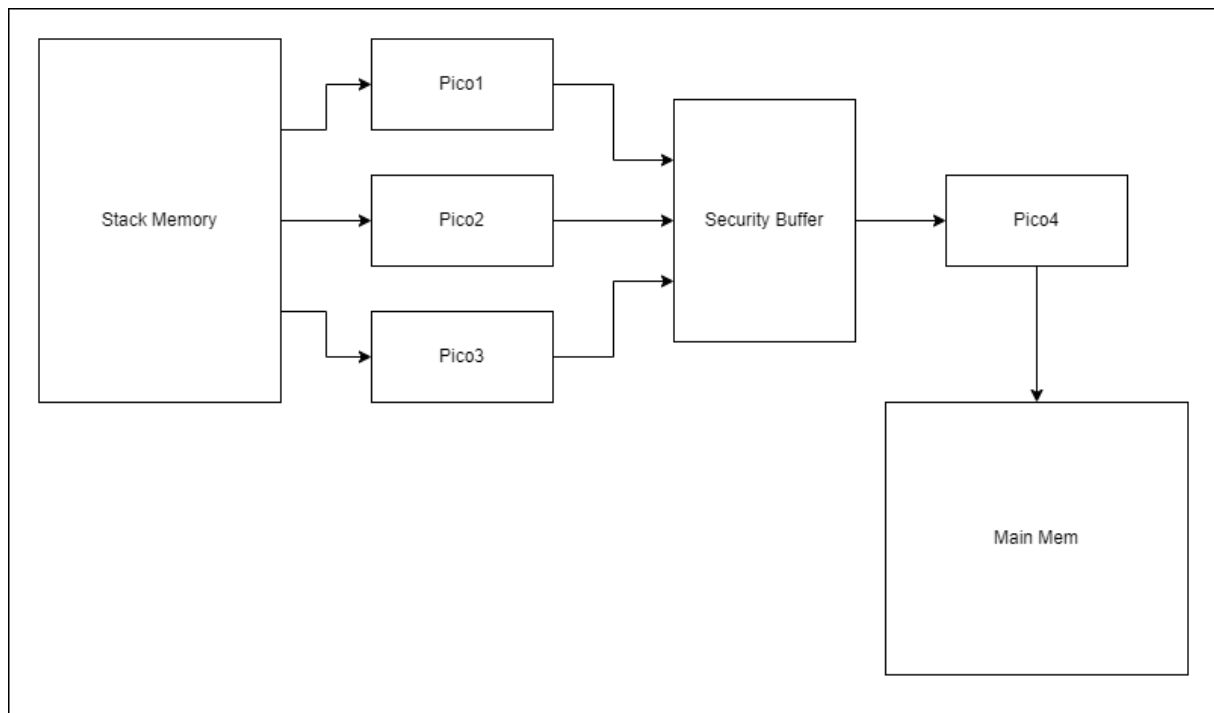 Stack Memory
Pico1
Pico2
Pico3
Security Buffer
Pico4
Main Mem